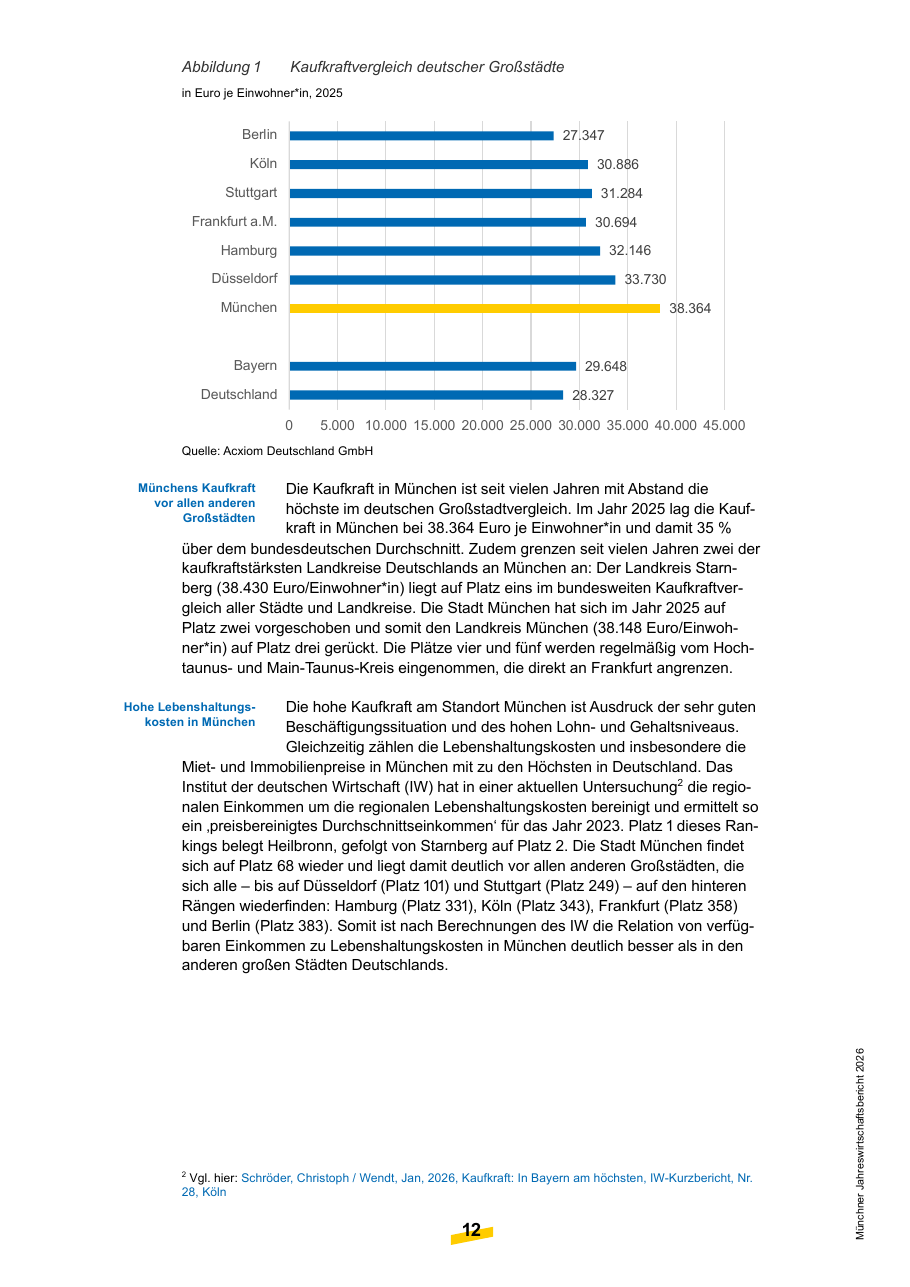 Abbildung 1 Kaufkraftvergleich deutscher Großstädte
in Euro je Einwohner*in, 2025
Berlin 27.347
Köln 30.886
Stuttgart 31.284
Frankfurt a.M. 30.694
Hamburg 32.146
Düsseldorf 33.730
München 38.364
Bayern 29.648
Deutschland 28.327
0 5.000 10.000 15.000 20.000 25.000 30.000 35.000 40.000 45.000
Quelle: Acxiom Deutschland GmbH
Münchens Kaufkraft
vor allen anderen
Großstädten
Die Kaufkraft in München ist seit vielen Jahren mit Abstand die
höchste im deutschen Großstadtvergleich. Im Jahr 2025 lag die Kauf-
kraft in München bei 38.364 Euro je Einwohner*in und damit 35 %
über dem bundesdeutschen Durchschnitt. Zudem grenzen seit vielen Jahren zwei der
kaufkraftstärksten Landkreise Deutschlands an München an: Der Landkreis Starn-
berg (38.430 Euro/Einwohner*in) liegt auf Platz eins im bundesweiten Kaufkraftver-
gleich aller Städte und Landkreise. Die Stadt München hat sich im Jahr 2025 auf
Platz zwei vorgeschoben und somit den Landkreis München (38.148 Euro/Einwoh-
ner*in) auf Platz drei gerückt. Die Plätze vier und fünf werden regelmäßig vom Hoch-
taunus- und Main-Taunus-Kreis eingenommen, die direkt an Frankfurt angrenzen.
Hohe Lebenshaltungs-
kosten in München
Die hohe Kaufkraft am Standort München ist Ausdruck der sehr guten
Beschäftigungssituation und des hohen Lohn- und Gehaltsniveaus.
Gleichzeitig zählen die Lebenshaltungskosten und insbesondere die
Miet- und Immobilienpreise in München mit zu den Höchsten in Deutschland. Das
Institut der deutschen Wirtschaft (IW) hat in einer aktuellen Untersuchung² die regio-
nalen Einkommen um die regionalen Lebenshaltungskosten bereinigt und ermittelt so
ein ‚preisbereinigtes Durchschnittseinkommen‘ für das Jahr 2023. Platz 1 dieses Ran-
kings belegt Heilbronn, gefolgt von Starnberg auf Platz 2. Die Stadt München findet
sich auf Platz 68 wieder und liegt damit deutlich vor allen anderen Großstädten, die
sich alle – bis auf Düsseldorf (Platz 101) und Stuttgart (Platz 249) – auf den hinteren
Rängen wiederfinden: Hamburg (Platz 331), Köln (Platz 343), Frankfurt (Platz 358)
und Berlin (Platz 383). Somit ist nach Berechnungen des IW die Relation von verfüg-
baren Einkommen zu Lebenshaltungskosten in München deutlich besser als in den
anderen großen Städten Deutschlands.
² Vgl. hier: Schröder, Christoph / Wendt, Jan, 2026, Kaufkraft: In Bayern am höchsten, IW-Kurzbericht, Nr.
28, Köln
12
Münchner Jahreswirtschaftsbericht 2026